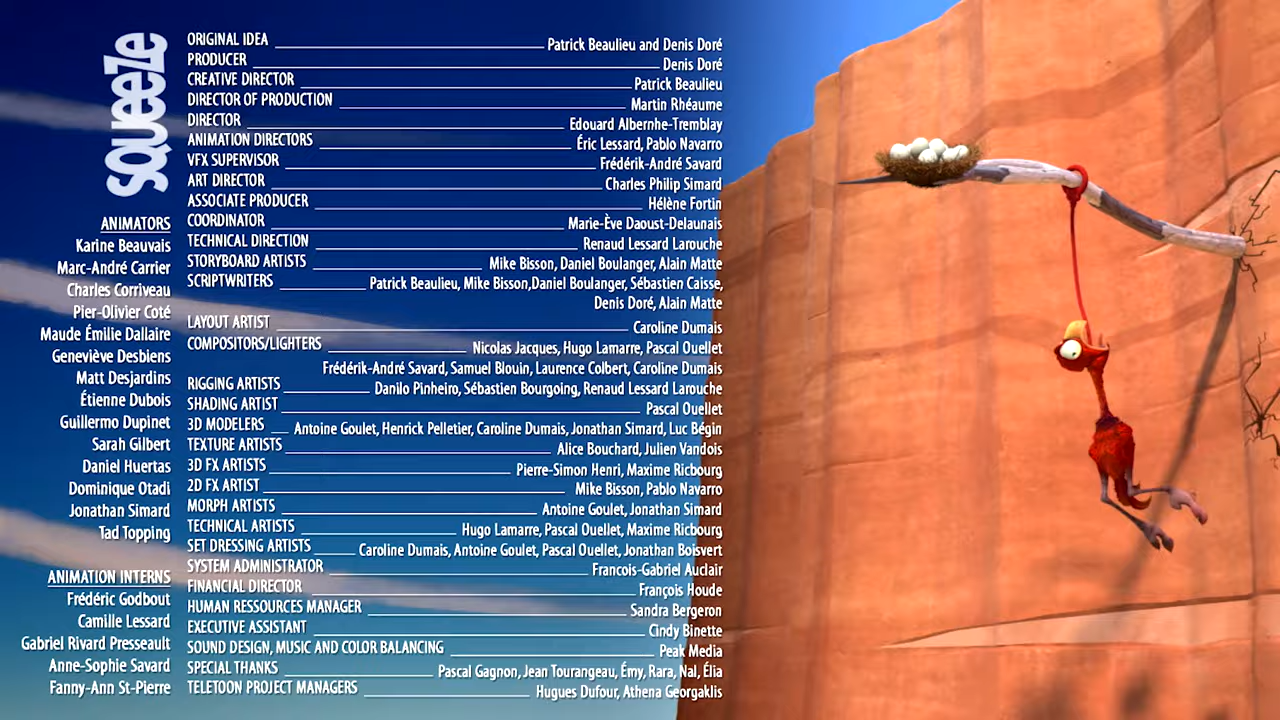 squeeze
ANIMATORS
Karine Beauvais
Marc-André Carrier
Charles Corriveau
Pier-Olivier Coté
Maude Émilie Dallaire
Geneviève Desbiens
Matt Desjardins
Étienne Dubois
Guillermo Dupinet
Sarah Gilbert
Daniel Huertas
Dominique Otadi
Jonathan Simard
Tad Topping
ANIMATION INTERNS
Frédéric Godbout
Camille Lessard
Gabriel Rivard Presseault
Anne-Sophie Savard
Fanny-Ann St-Pierre
ORIGINAL IDEA Patrick Beaulieu and Denis Doré
PRODUCER Denis Doré
CREATIVE DIRECTOR Patrick Beaulieu
DIRECTOR OF PRODUCTION Martin Rhéaume
DIRECTOR Edouard Albernhe-Tremblay
ANIMATION DIRECTORS Éric Lessard, Pablo Navarro
VFX SUPERVISOR Frédérik-André Savard
ART DIRECTOR Charles Philip Simard
ASSOCIATE PRODUCER Hélène Fortin
COORDINATOR Marie-Ève Daoust-Delaunais
TECHNICAL DIRECTION Renaud Lessard Larouche
STORYBOARD ARTISTS Mike Bisson, Daniel Boulanger, Alain Matte
SCRIPTWRITERS Patrick Beaulieu, Mike Bisson,Daniel Boulanger, Sébastien Caisse,
Denis Doré, Alain Matte
LAYOUT ARTIST Caroline Dumais
COMPOSITORS/LIGHTERS Nicolas Jacques, Hugo Lamarre, Pascal Ouellet
Frédérik-André Savard, Samuel Blouin, Laurence Colbert, Caroline Dumais
RIGGING ARTISTS Danilo Pinheiro, Sébastien Bourgoing, Renaud Lessard Larouche
SHADING ARTIST Pascal Ouellet
3D MODELERS Antoine Goulet, Henrick Pelletier, Caroline Dumais, Jonathan Simard, Luc Bégin
TEXTURE ARTISTS Alice Bouchard, Julien Vandois
3D FX ARTISTS Pierre-Simon Henri, Maxime Ricbourg
2D FX ARTIST Mike Bisson, Pablo Navarro
MORPH ARTISTS Antoine Goulet, Jonathan Simard
TECHNICAL ARTISTS Hugo Lamarre, Pascal Ouellet, Maxime Ricbourg
SET DRESSING ARTISTS Caroline Dumais, Antoine Goulet, Pascal Ouellet, Jonathan Boisvert
SYSTEM ADMINISTRATOR Francois-Gabriel Auclair
FINANCIAL DIRECTOR François Houde
HUMAN RESSOURCES MANAGER Sandra Bergeron
EXECUTIVE ASSISTANT Cindy Binette
SOUND DESIGN, MUSIC AND COLOR BALANCING Peak Media
SPECIAL THANKS Pascal Gagnon, Jean Tourangeau, Émy, Rara, Nal, Élia
TELETOON PROJECT MANAGERS Hugues Dufour, Athena Georgaklis